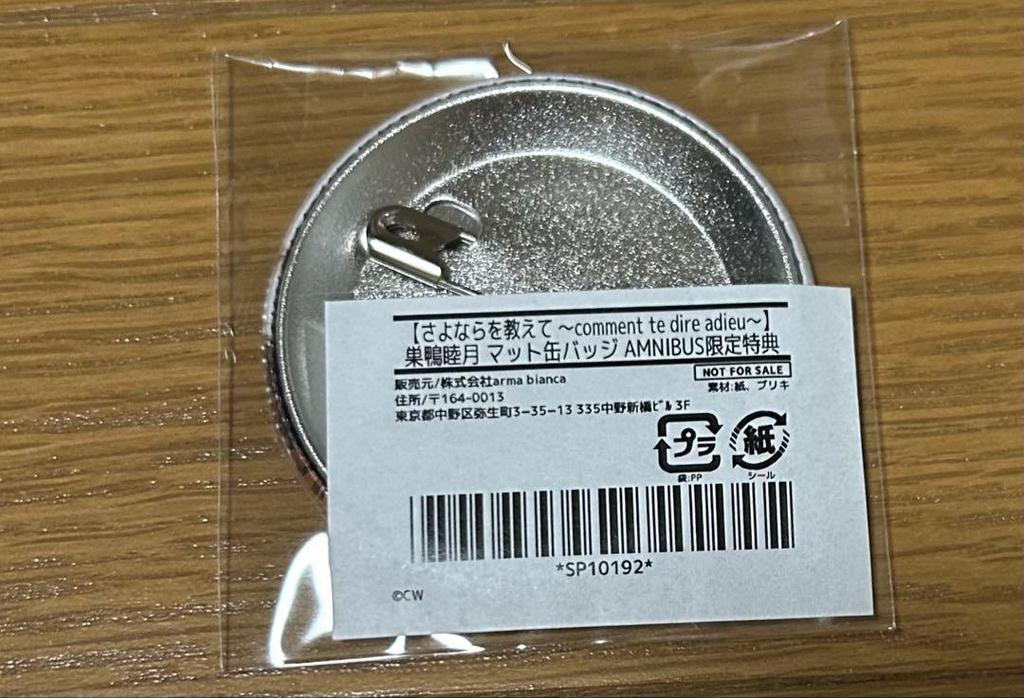 【さよならを教えて ～comment te dire adieu～】
巣鴨睦月 マット缶バッジ AMNIBUS限定特典
NOT FOR SALE
販売元/株式会社arma bianca
素材:紙、ブリキ
住所/〒164-0013
東京都中野区弥生町3-35-13 335中野新橋ﾋﾞﾙ 3F
プラ
紙
袋:PP
シール
*SP10192*
©CW